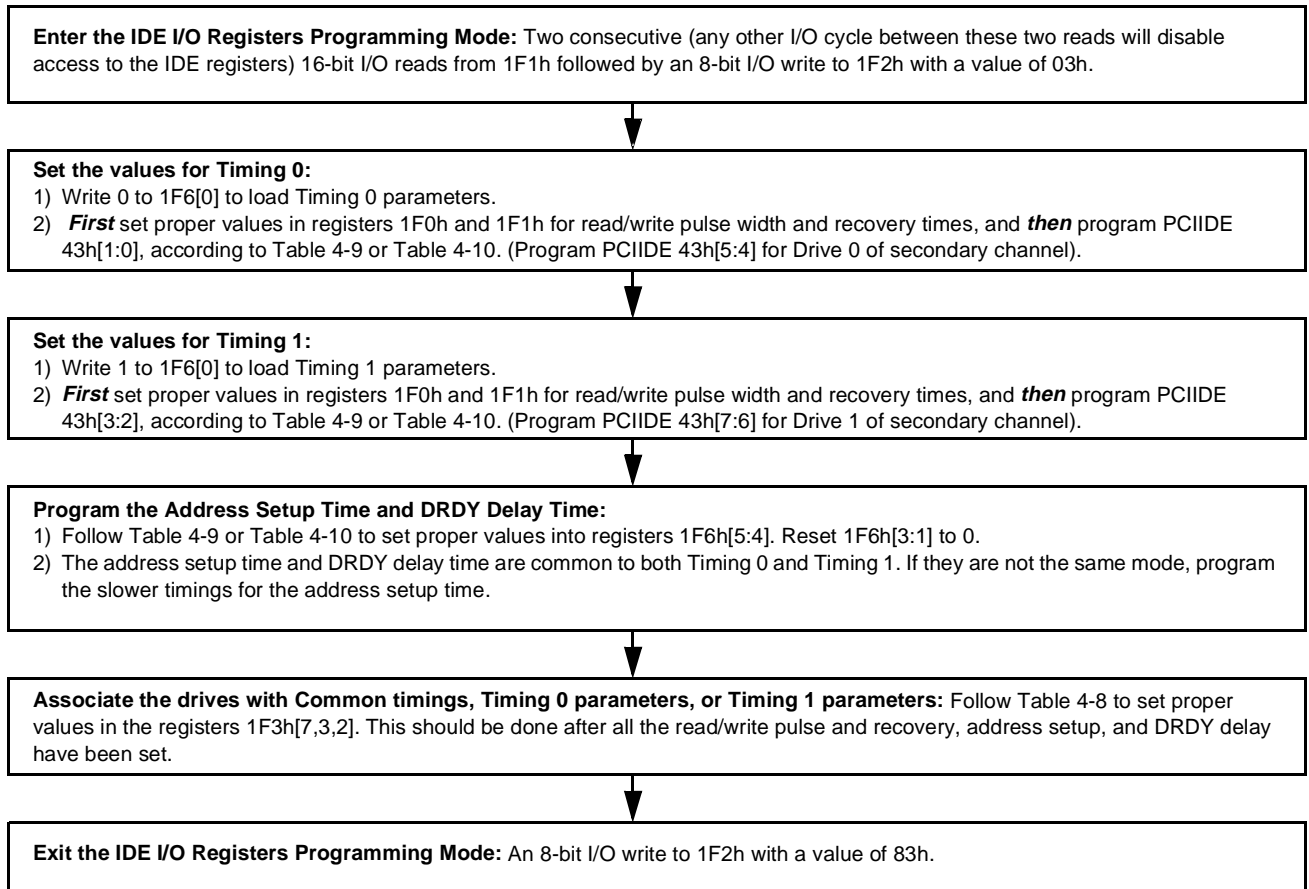 Enter the IDE I/O Registers Programming Mode: Two consecutive (any other I/O cycle between these two reads will disable
access to the IDE registers) 16-bit I/O reads from 1F1h followed by an 8-bit I/O write to 1F2h with a value of 03h.
Set the values for Timing 0:
1) Write 0 to 1F6[0] to load Timing 0 parameters.
2) First set proper values in registers 1F0h and 1F1h for read/write pulse width and recovery times, and then program PCIIDE
43h[1:0], according to Table 4-9 or Table 4-10. (Program PCIIDE 43h[5:4] for Drive 0 of secondary channel).
Set the values for Timing 1:
1) Write 1 to 1F6[0] to load Timing 1 parameters.
2) First set proper values in registers 1F0h and 1F1h for read/write pulse width and recovery times, and then program PCIIDE
43h[3:2], according to Table 4-9 or Table 4-10. (Program PCIIDE 43h[7:6] for Drive 1 of secondary channel).
Program the Address Setup Time and DRDY Delay Time:
1) Follow Table 4-9 or Table 4-10 to set proper values into registers 1F6h[5:4]. Reset 1F6h[3:1] to 0.
2) The address setup time and DRDY delay time are common to both Timing 0 and Timing 1. If they are not the same mode, program
the slower timings for the address setup time.
Associate the drives with Common timings, Timing 0 parameters, or Timing 1 parameters: Follow Table 4-8 to set proper
values in the registers 1F3h[7,3,2]. This should be done after all the read/write pulse and recovery, address setup, and DRDY delay
have been set.
Exit the IDE I/O Registers Programming Mode: An 8-bit I/O write to 1F2h with a value of 83h.